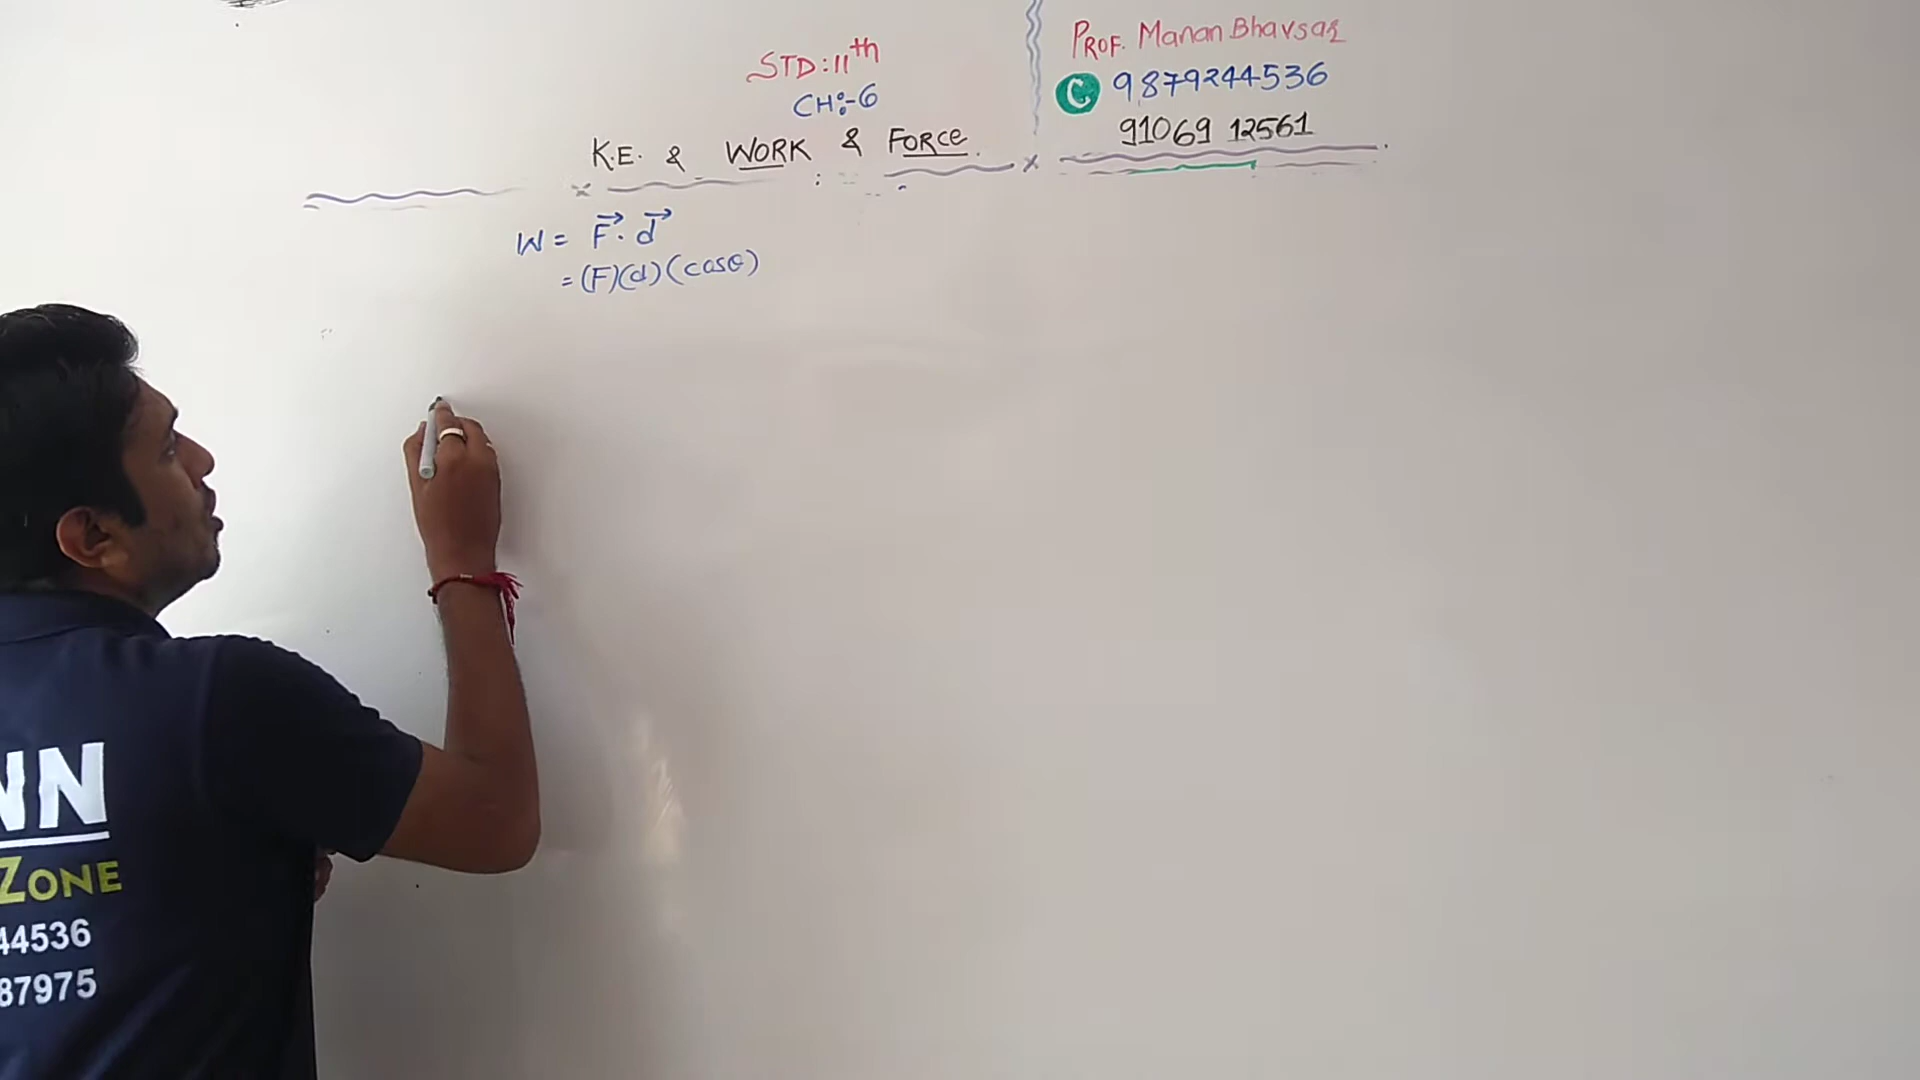 STD:11th
CH:-6
K.E. & WORK & FORCE.
PROF. Manan Bhavsar
C 9879244536
91069 12561
W = F⃗ · d⃗
= (F)(d)(cosθ)
NN
ZONE
44536
87975